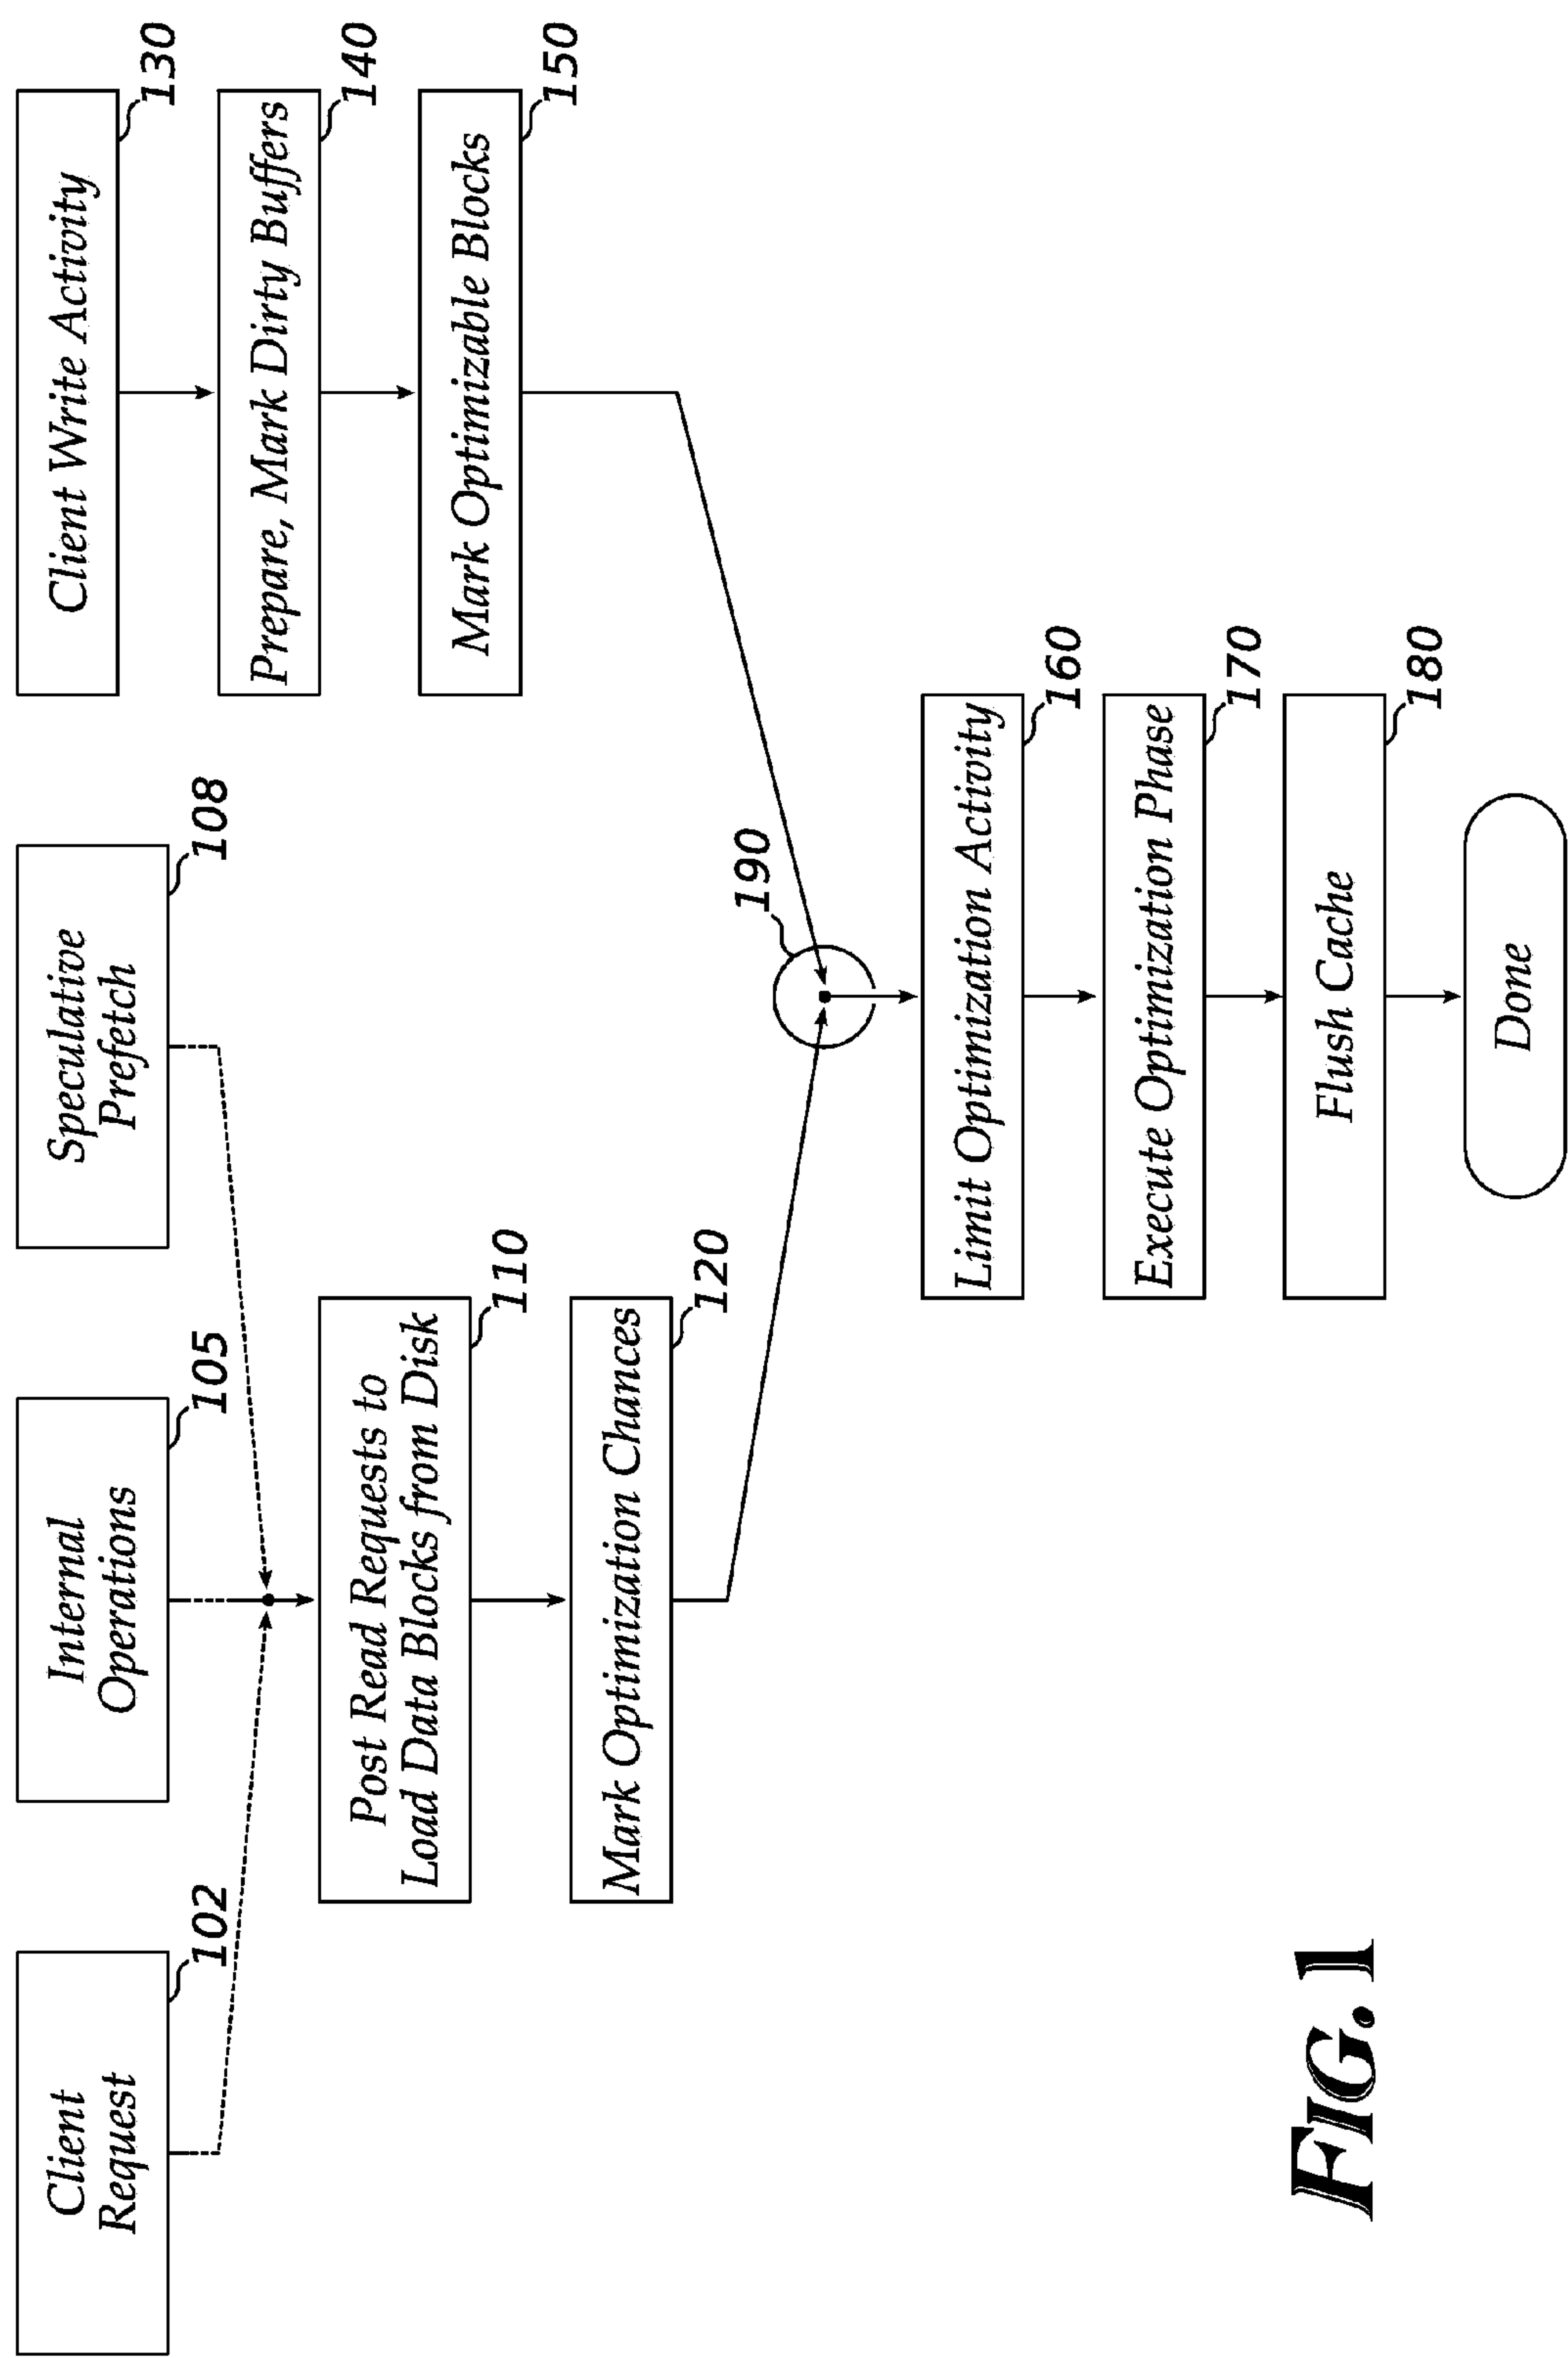 Client
Request
102
Internal
Operations
105
Speculative
Prefetch
108
Client Write Activity
130
Post Read Requests to
Load Data Blocks from Disk
110
Prepare, Mark Dirty Buffers
140
Mark Optimization Chances
120
Mark Optimizable Blocks
150
190
Limit Optimization Activity
160
Execute Optimization Phase
170
Flush Cache
180
Done
FIG. 1